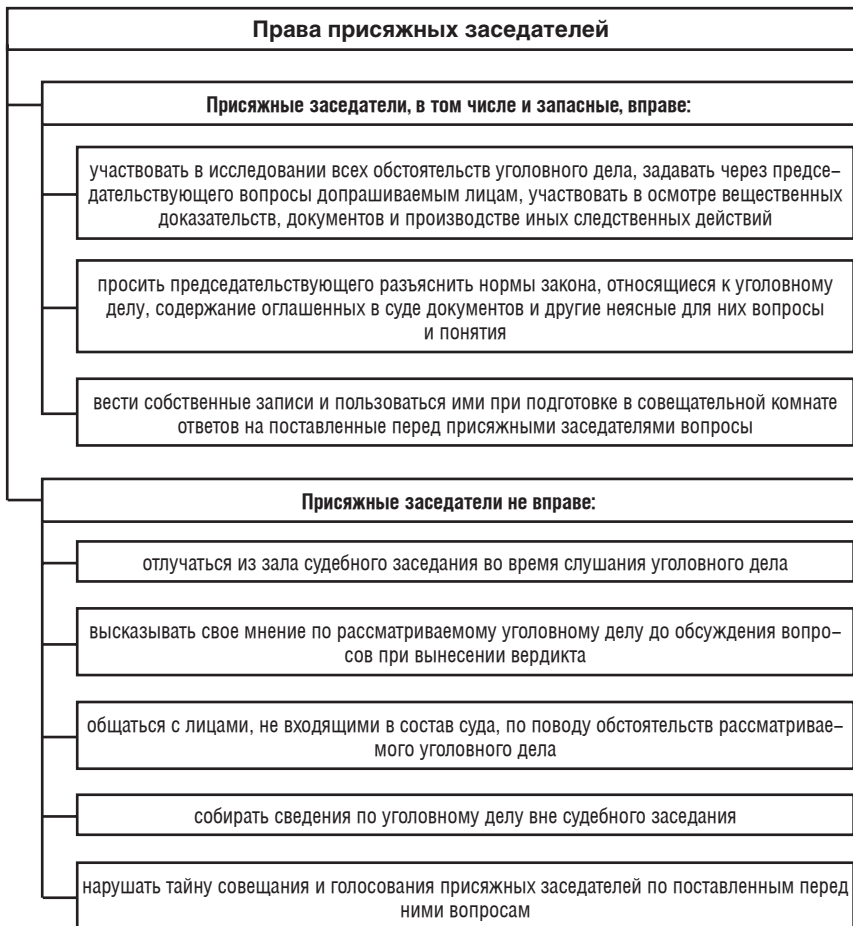 Права присяжных заседателей
Присяжные заседатели, в том числе и запасные, вправе:
участвовать в исследовании всех обстоятельств уголовного дела, задавать через предсе–
дательствующего вопросы допрашиваемым лицам, участвовать в осмотре вещественных
доказательств, документов и производстве иных следственных действий
просить председательствующего разъяснить нормы закона, относящиеся к уголовному
делу, содержание оглашенных в суде документов и другие неясные для них вопросы
и понятия
вести собственные записи и пользоваться ими при подготовке в совещательной комнате
ответов на поставленные перед присяжными заседателями вопросы
Присяжные заседатели не вправе:
отлучаться из зала судебного заседания во время слушания уголовного дела
высказывать свое мнение по рассматриваемому уголовному делу до обсуждения вопро–
сов при вынесении вердикта
общаться с лицами, не входящими в состав суда, по поводу обстоятельств рассматривае–
мого уголовного дела
собирать сведения по уголовному делу вне судебного заседания
нарушать тайну совещания и голосования присяжных заседателей по поставленным перед
ними вопросам